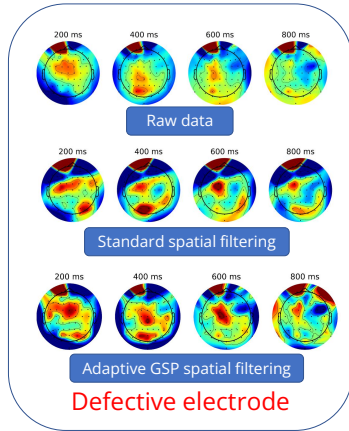 200 ms 400 ms 600 ms 800 ms
Raw data
200 ms 400 ms 600 ms 800 ms
Standard spatial filtering
200 ms 400 ms 600 ms 800 ms
Adaptive GSP spatial filtering
Defective electrode